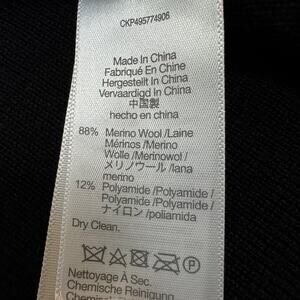 CKP495774906
Made In China
Fabriqué En Chine
Hergestellt In China
Vervaardigd In China
中国製
hecho en china
88% Merino Wool /Laine
Mérinos /Merino
Wolle /Merinowol /
メリノウール /lana
merino
12% Polyamide /Polyamide /
Polyamide /Polyamide /
ナイロン /poliamida
Dry Clean.
Nettoyage À Sec.
Chemische Reinigung